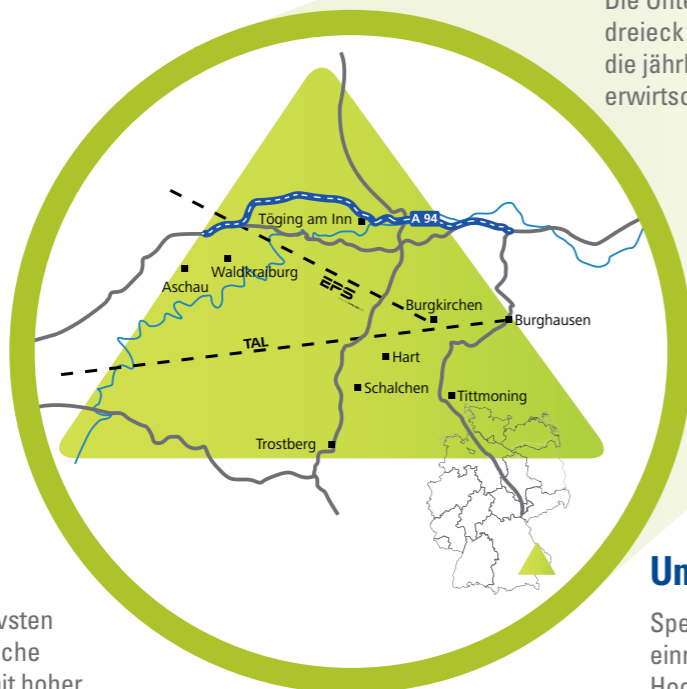 Die Unte
dreieck
die jährl
erwirtsc
Töging am Inn
A 94
Waldkraiburg
Aschau
EFS
Burgkirchen
Burghausen
TAL
Hart
Schalchen
Tittmoning
Trostberg
Un
vsten
che
nit hoher
Spe
einr
Hoc